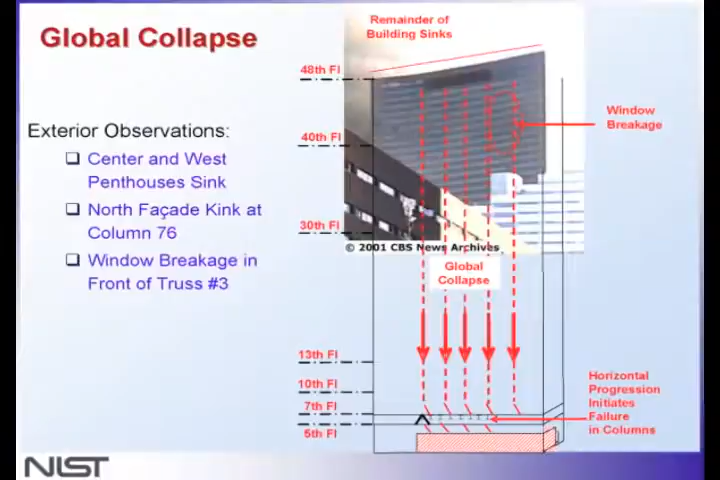 Global Collapse
Exterior Observations:
Center and West
Penthouses Sink
North Façade Kink at
Column 76
Window Breakage in
Front of Truss #3
Remainder of
Building Sinks
48th Fl
40th Fl
30th Fl
13th Fl
10th Fl
7th Fl
5th Fl
Window
Breakage
© 2001 CBS News Archives
Global
Collapse
Horizontal
Progression
Initiates
Failure
in Columns
NIST